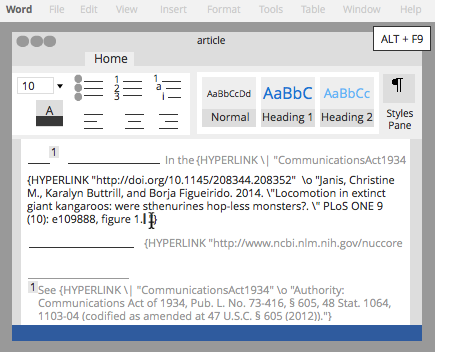 Word File Edit View Insert Format Tools Table Window Help
article
ALT + F9
Home
10
A
1
2
3
1
a
i
AaBbCcDd
Normal
AaBbC
Heading 1
AaBbCc
Heading 2
¶
Styles
Pane
1
In the {HYPERLINK \| "CommunicationsAct1934
{HYPERLINK "http://doi.org/10.1145/208344.208352" \o "Janis, Christine
M., Karalyn Buttrill, and Borja Figueirido. 2014. \"Locomotion in extinct
giant kangaroos: were sthenurines hop-less monsters?. \" PLoS ONE 9
(10): e109888, figure 1.
{HYPERLINK "http://www.ncbi.nlm.nih.gov/nuccore
1 See {HYPERLINK \| "CommunicationsAct1934" \o "Authority:
Communications Act of 1934, Pub. L. No. 73-416, § 605, 48 Stat. 1064,
1103-04 (codified as amended at 47 U.S.C. § 605 (2012))."}